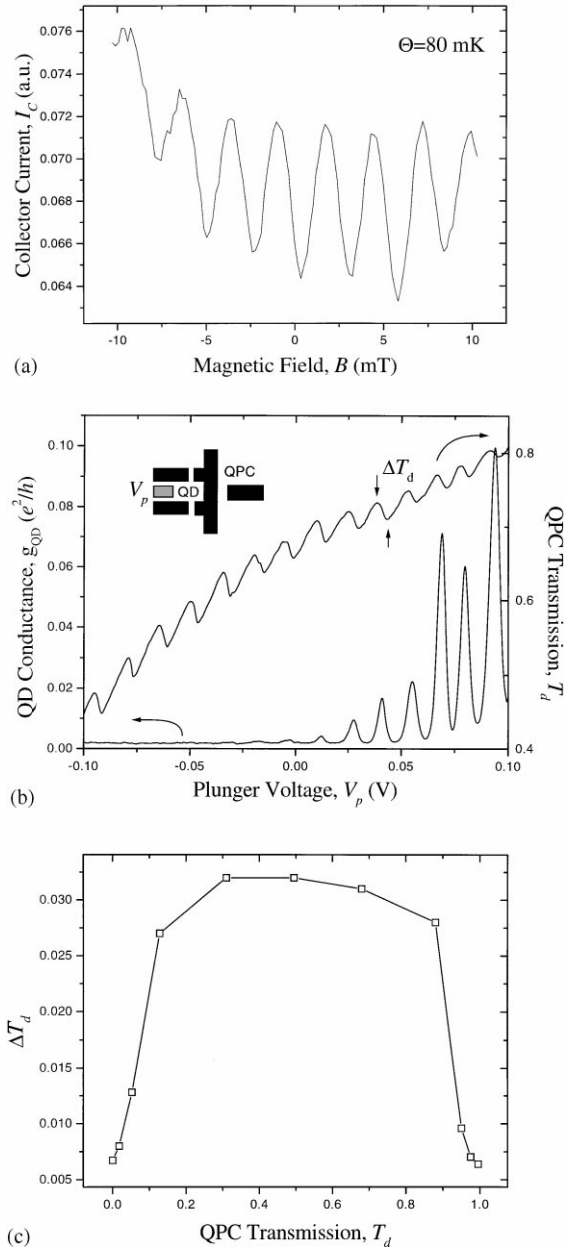 0.076
0.074
0.072
0.070
0.068
0.066
0.064
Collector Current, I_C (a.u.)
Θ=80 mK
-10
-5
0
5
10
Magnetic Field, B (mT)
(a)
0.10
0.08
0.06
0.04
0.02
0.00
QD Conductance, g_QD (e²/h)
V_p
QD
QPC
ΔT_d
0.8
0.6
0.4
QPC Transmission, T_d
-0.10
-0.05
0.00
0.05
0.10
Plunger Voltage, V_p (V)
(b)
0.030
0.025
0.020
0.015
0.010
0.005
ΔT_d
0.0
0.2
0.4
0.6
0.8
1.0
QPC Transmission, T_d
(c)